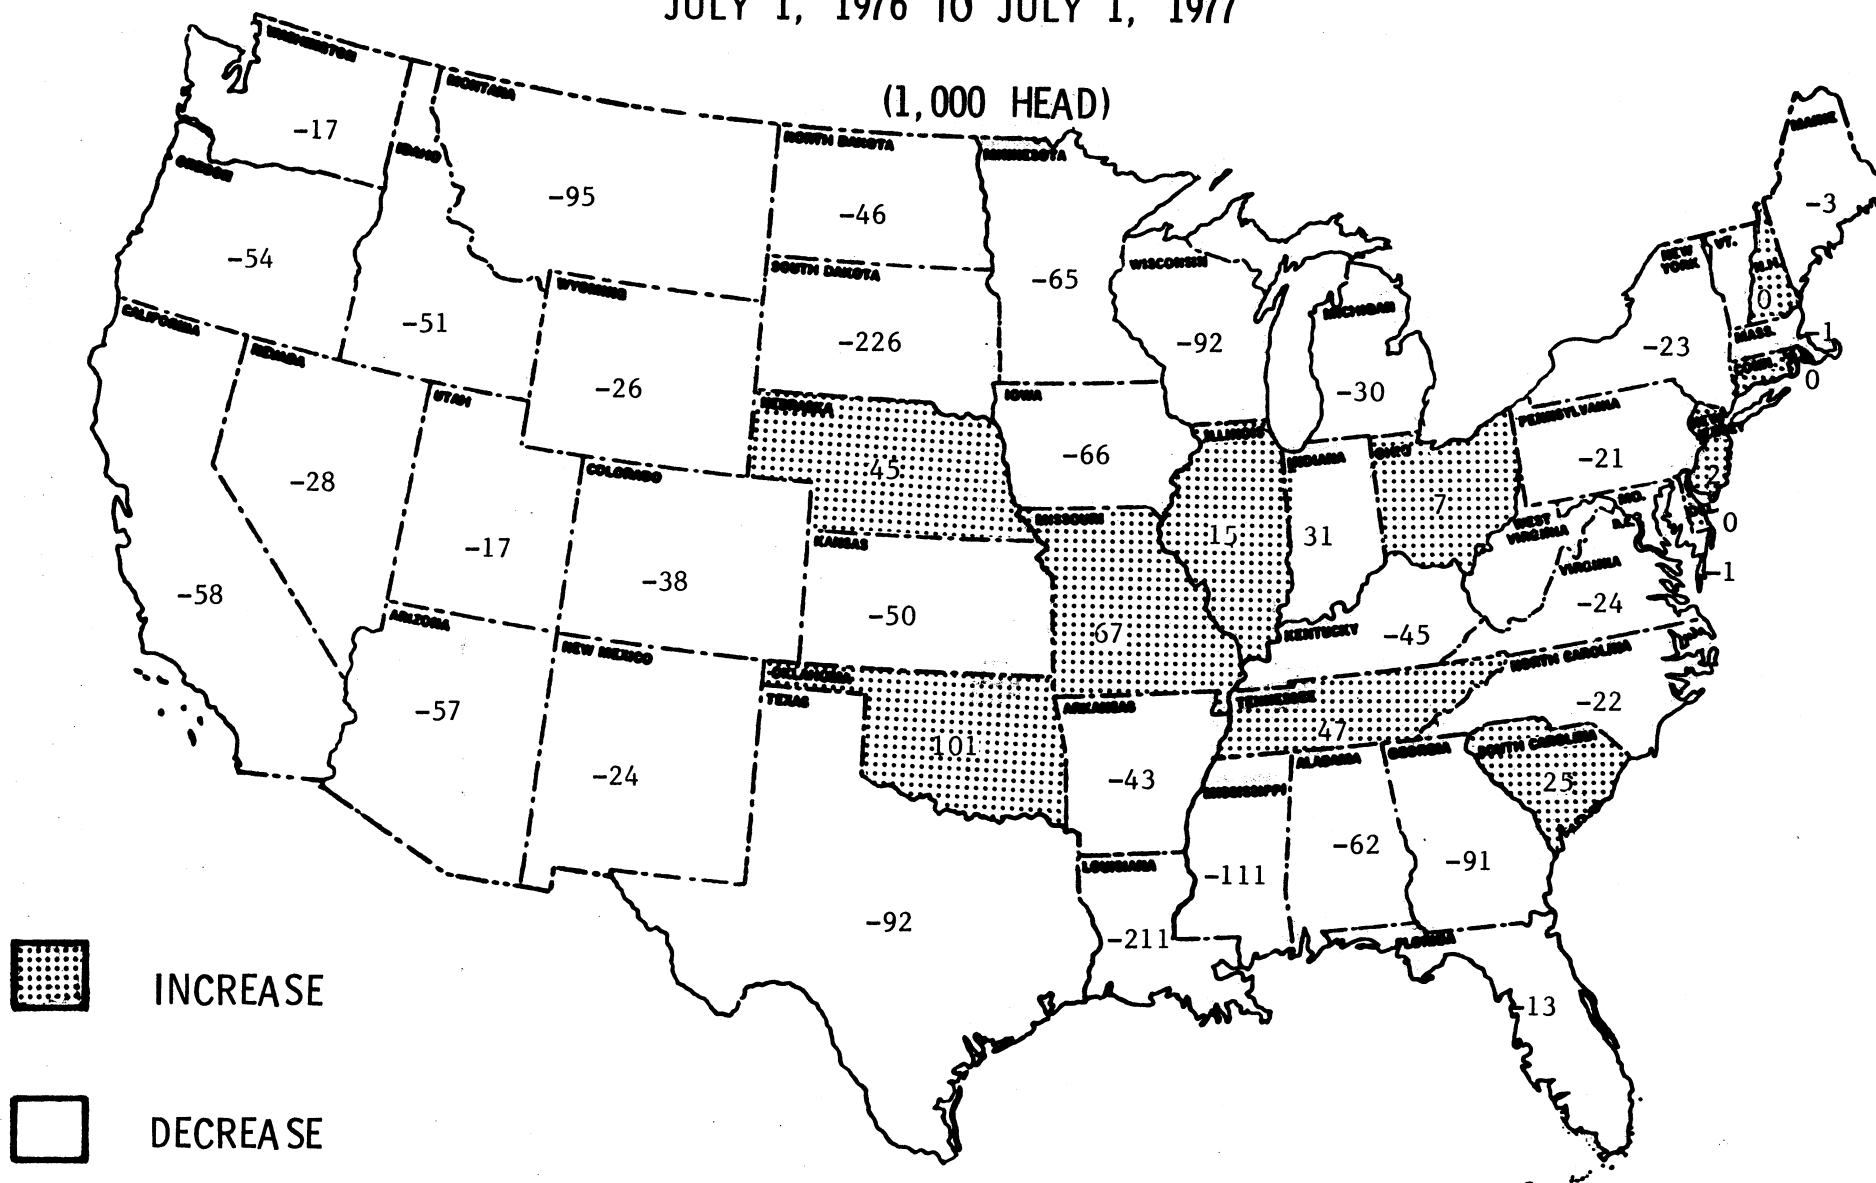 JULY 1, 1976 TO JULY 1, 1977
(1,000 HEAD)
WASHINGTON
-17
MONTANA
-95
IDAHO
-51
OREGON
-54
NORTH DAKOTA
-46
MINNESOTA
-65
MAINE
-3
SOUTH DAKOTA
-226
WISCONSIN
-92
MICHIGAN
-30
NEW YORK
-23
VT.
N.H.
0
MASS.
-1
CONN.
0
CALIFORNIA
-58
NEVADA
-28
WYOMING
-26
UTAH
-17
NEBRASKA
45
IOWA
-66
ILLINOIS
15
INDIANA
31
OHIO
7
PENNSYLVANIA
-21
NEW JERSEY
2
COLORADO
-38
KANSAS
-50
MISSOURI
67
KENTUCKY
-45
WEST VIRGINIA
MD.
D.C.
0
-1
VIRGINIA
-24
ARIZONA
-57
NEW MEXICO
-24
OKLAHOMA
101
TEXAS
-92
ARKANSAS
-43
TENNESSEE
47
NORTH CAROLINA
-22
SOUTH CAROLINA
25
MISSISSIPPI
-111
ALABAMA
-62
GEORGIA
-91
LOUISIANA
-211
FLORIDA
-13
INCREASE
DECREASE